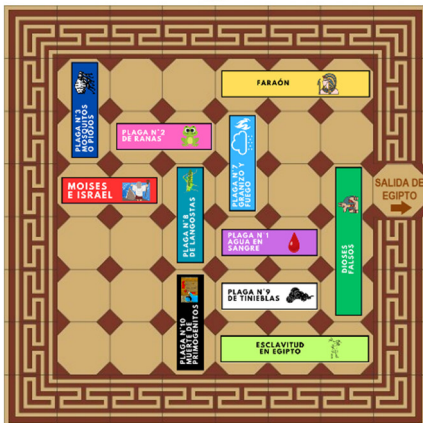 FARAÓN
PLAGA N°3
MOSQUITOS
O PIOJOS
PLAGA N°2
DE RANAS
PLAGA N°7
GRANIZO Y
FUEGO
MOISES
E ISRAEL
PLAGA N°8
DE LANGOSTAS
DIOSES
FALSOS
SALIDA DE
EGIPTO
PLAGA N°1
AGUA EN
SANGRE
PLAGA N°10
MUERTE DE
PRIMOGENITOS
PLAGA N°9
DE TINIEBLAS
ESCLAVITUD
EN EGIPTO